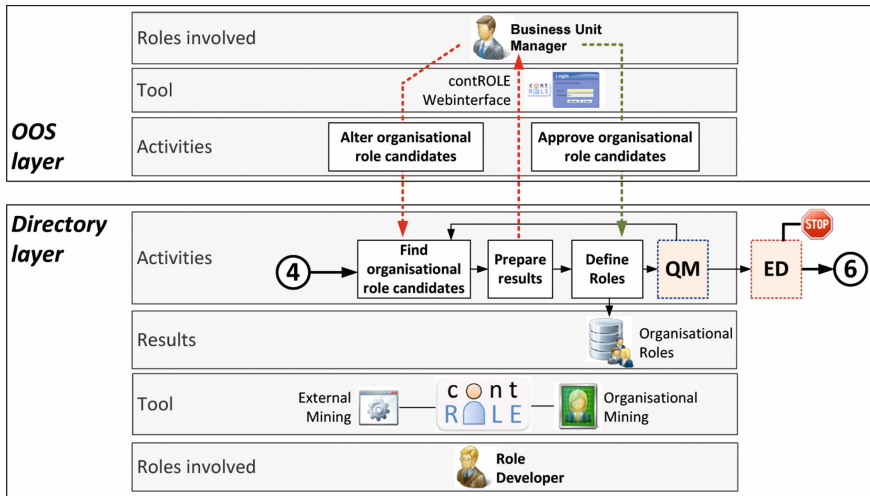 OOS
layer
Roles involved
Business Unit
Manager
Tool
contROLE
Webinterface
cont
ROLE
Login
Activities
Alter organisational
role candidates
Approve organisational
role candidates
Directory
layer
Activities
4
Find
organisational
role candidates
Prepare
results
Define
Roles
QM
ED
STOP
6
Results
Organisational
Roles
Tool
External
Mining
cont
ROLE
Organisational
Mining
Roles involved
Role
Developer